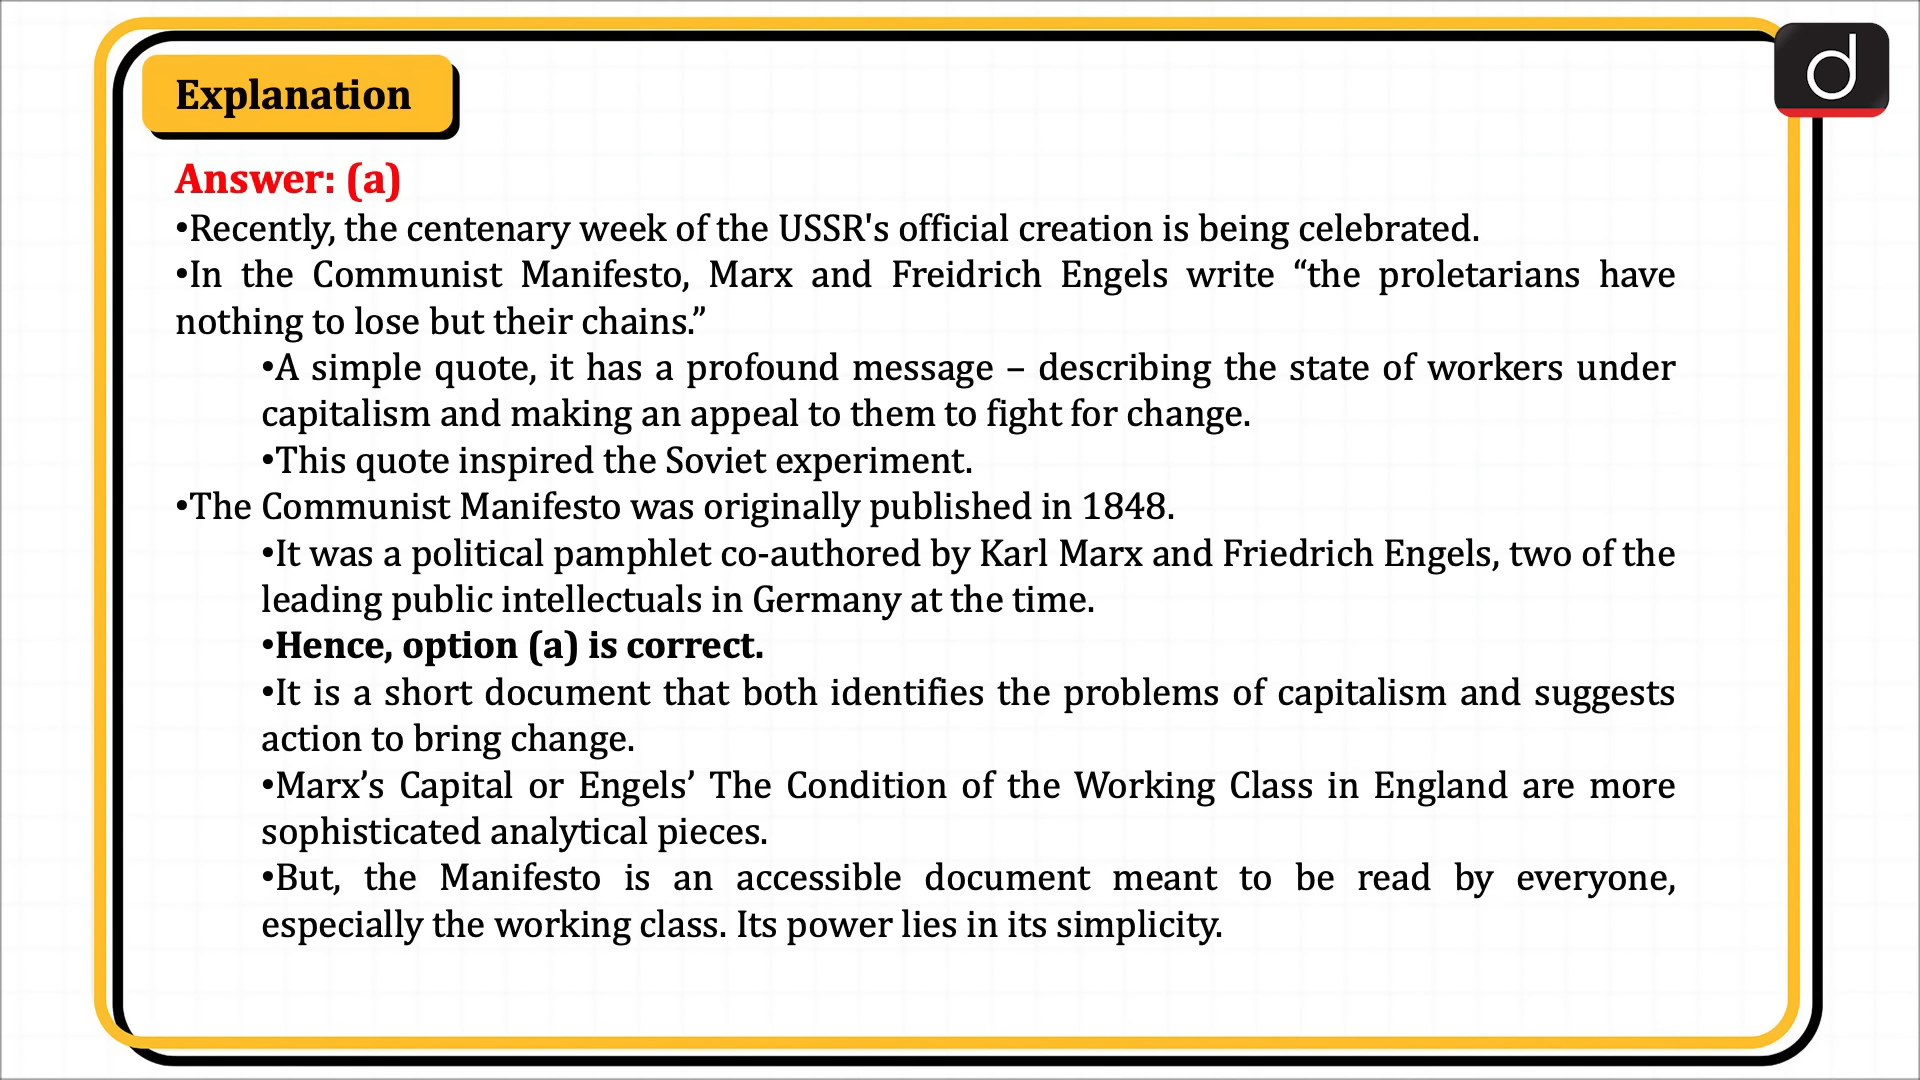 Explanation
d
Answer: (a)
•Recently, the centenary week of the USSR's official creation is being celebrated.
•In the Communist Manifesto, Marx and Freidrich Engels write “the proletarians have
nothing to lose but their chains.”
•A simple quote, it has a profound message – describing the state of workers under
capitalism and making an appeal to them to fight for change.
•This quote inspired the Soviet experiment.
•The Communist Manifesto was originally published in 1848.
•It was a political pamphlet co-authored by Karl Marx and Friedrich Engels, two of the
leading public intellectuals in Germany at the time.
•Hence, option (a) is correct.
•It is a short document that both identifies the problems of capitalism and suggests
action to bring change.
•Marx’s Capital or Engels’ The Condition of the Working Class in England are more
sophisticated analytical pieces.
•But, the Manifesto is an accessible document meant to be read by everyone,
especially the working class. Its power lies in its simplicity.